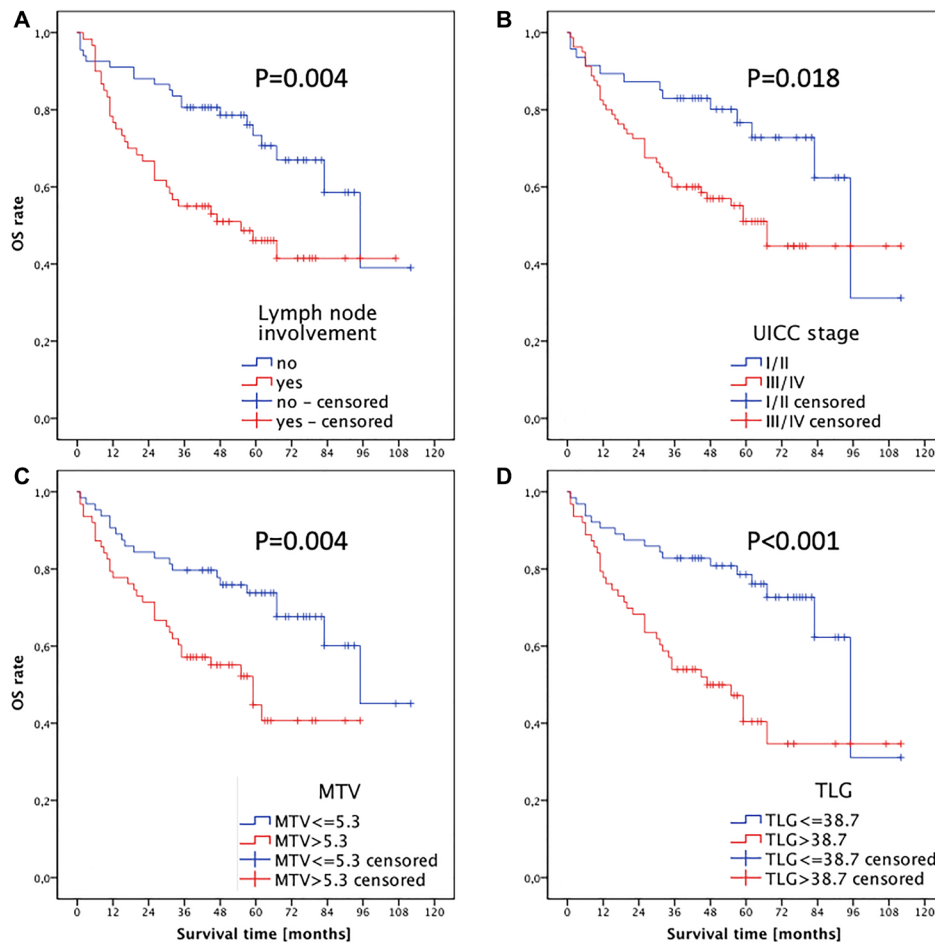 A
1,0
0,8
0,6
0,4
0,2
0,0
OS rate
P=0.004
Lymph node
involvement
no
yes
no – censored
yes – censored
0 12 24 36 48 60 72 84 96 108 120
B
1,0
0,8
0,6
0,4
0,2
0,0
P=0.018
UICC stage
I/II
III/IV
I/II censored
III/IV censored
0 12 24 36 48 60 72 84 96 108 120
C
1,0
0,8
0,6
0,4
0,2
0,0
OS rate
P=0.004
MTV
MTV<=5.3
MTV>5.3
MTV<=5.3 censored
MTV>5.3 censored
0 12 24 36 48 60 72 84 96 108 120
Survival time [months]
D
1,0
0,8
0,6
0,4
0,2
0,0
P<0.001
TLG
TLG<=38.7
TLG>38.7
TLG<=38.7 censored
TLG>38.7 censored
0 12 24 36 48 60 72 84 96 108 120
Survival time [months]